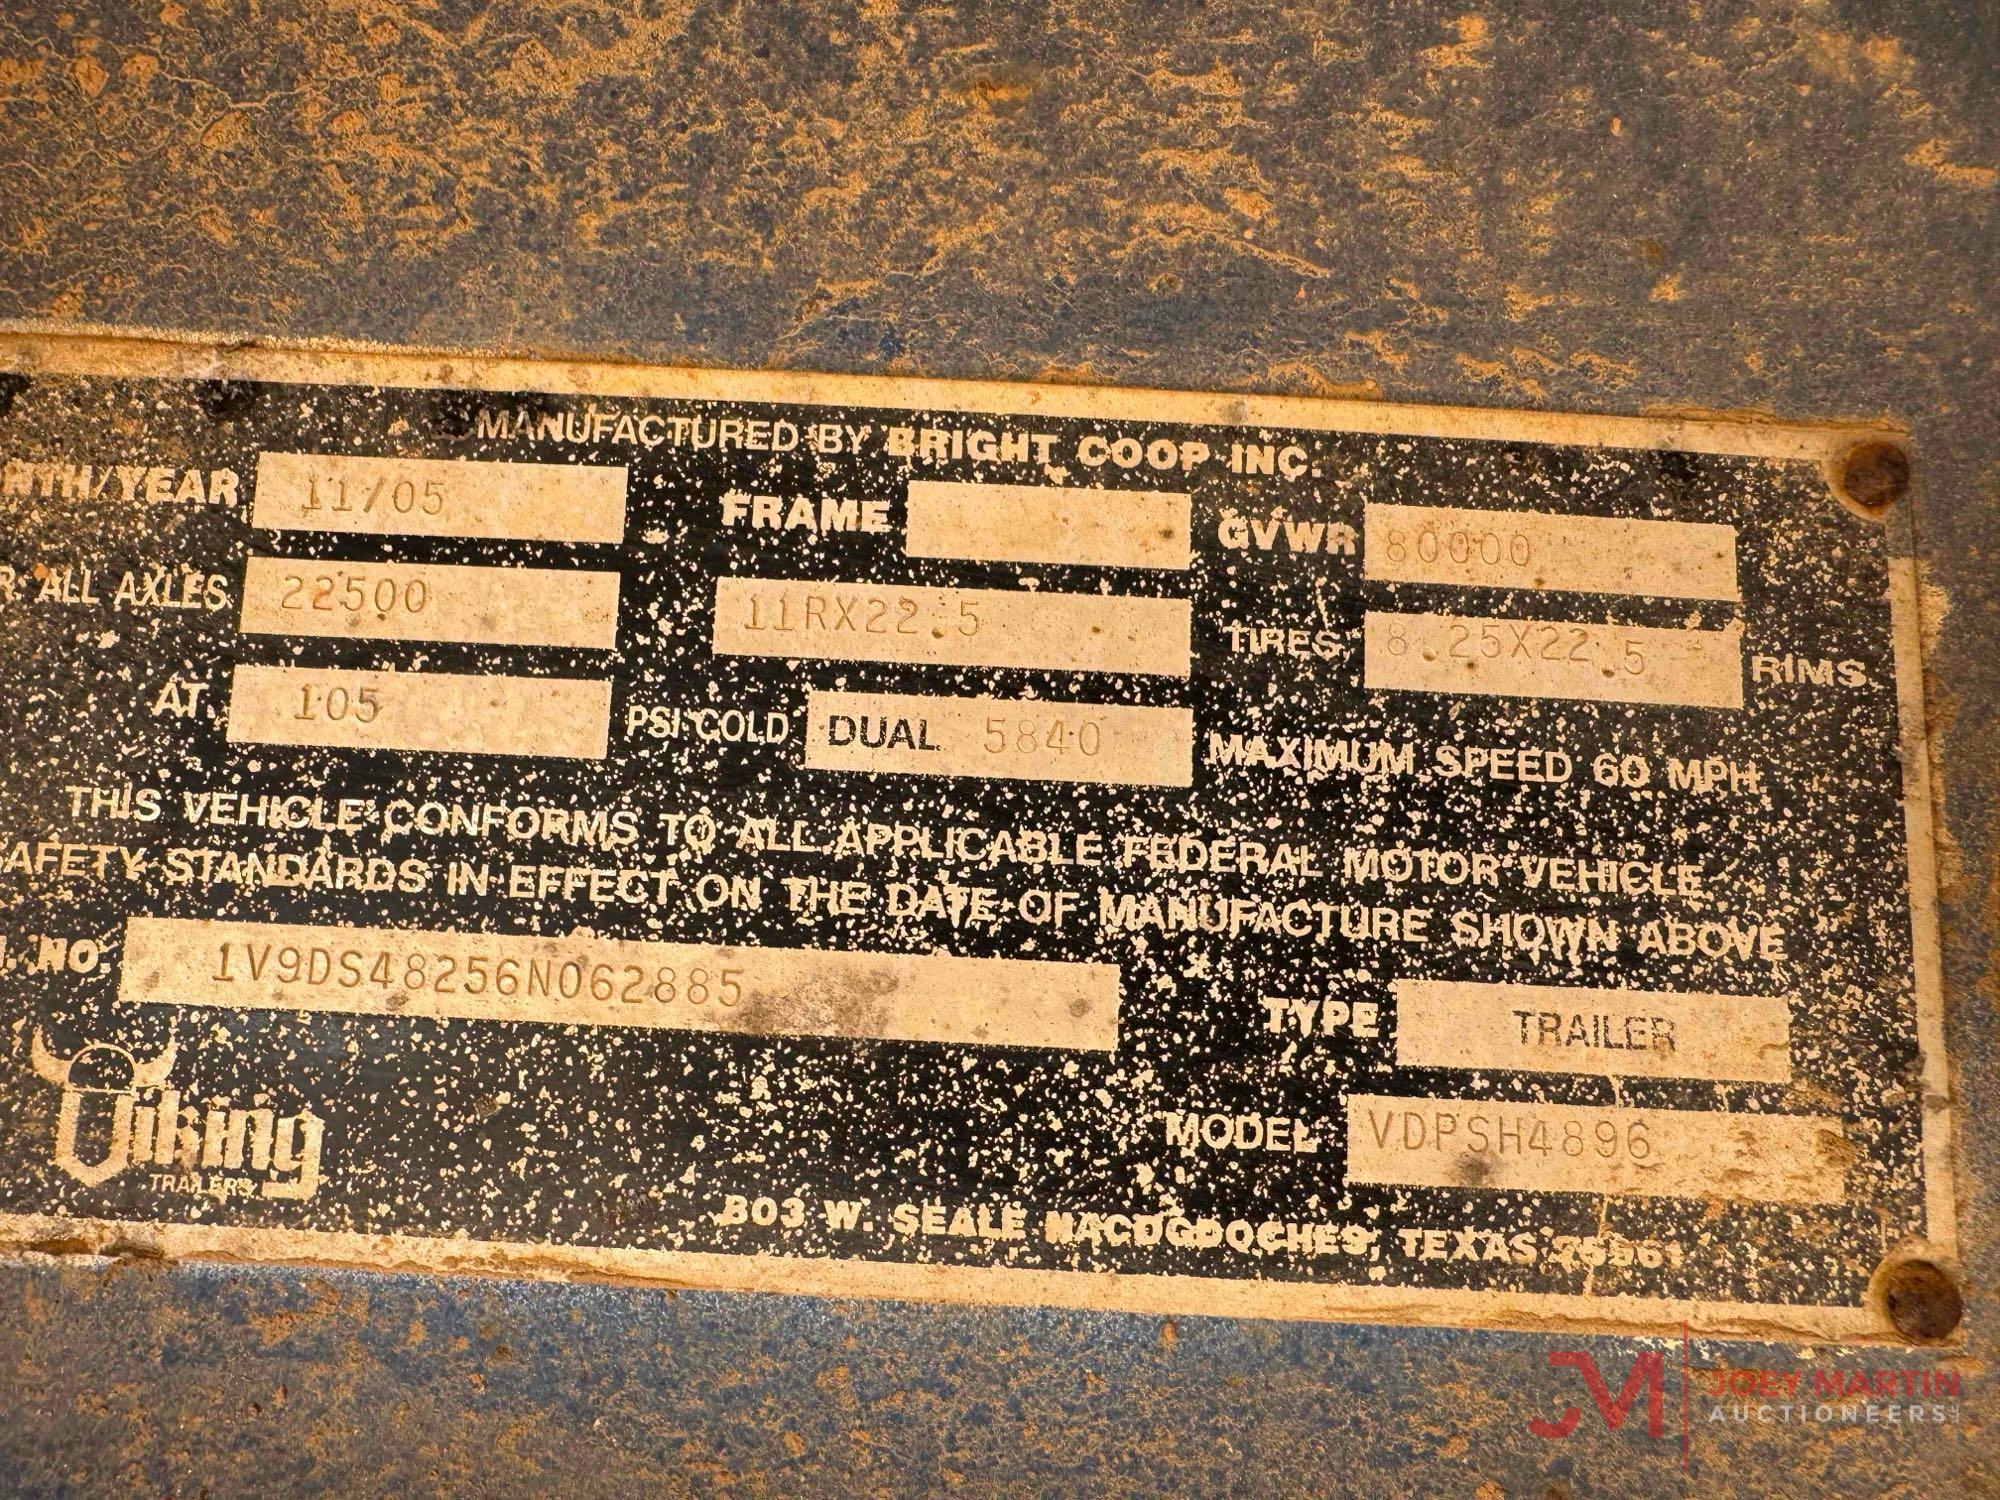 MANUFACTURED BY BRIGHT COOP INC.
NTH/YEAR 11/05 FRAME GVWR 80000
R ALL AXLES 22500 11RX22.5 TIRES 8.25X22.5 RIMS
AT 105 PSI COLD DUAL 5840 MAXIMUM SPEED 60 MPH
THIS VEHICLE CONFORMS TO ALL APPLICABLE FEDERAL MOTOR VEHICLE
SAFETY STANDARDS IN EFFECT ON THE DATE OF MANUFACTURE SHOWN ABOVE
NO. 1V9DS48256N062885 TYPE TRAILER
Viking
TRAILERS
MODEL VDPSH4896
803 W. SEALE NACOGDOCHES, TEXAS
JM JOEY MARTIN
AUCTIONEERS